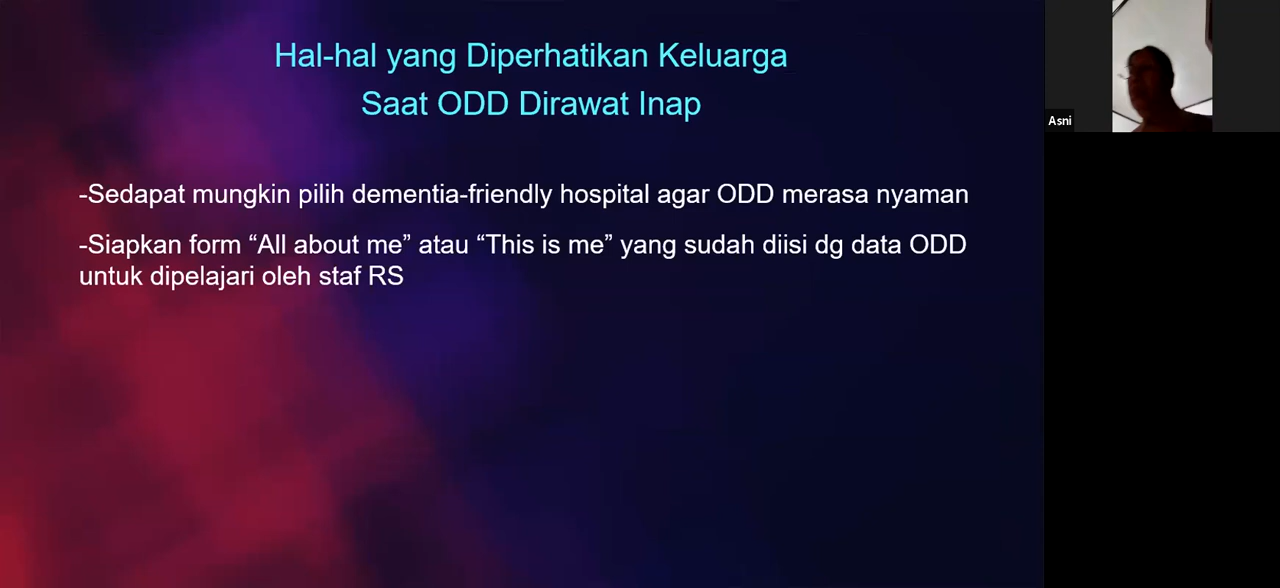 Hal-hal yang Diperhatikan Keluarga
Saat ODD Dirawat Inap
-Sedapat mungkin pilih dementia-friendly hospital agar ODD merasa nyaman
-Siapkan form “All about me” atau “This is me” yang sudah diisi dg data ODD
untuk dipelajari oleh staf RS
Asni